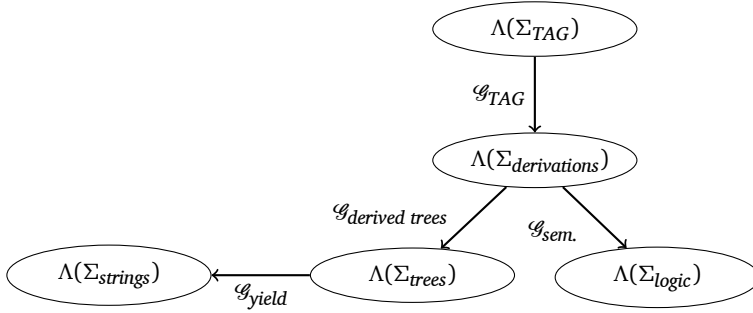 Λ(Σ_TAG)
𝒢_TAG
Λ(Σ_derivations)
𝒢_derived trees
𝒢_sem.
Λ(Σ_strings)
𝒢_yield
Λ(Σ_trees)
Λ(Σ_logic)